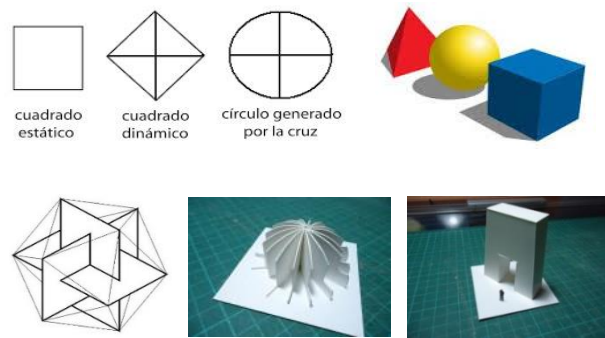 cuadrado
estático
cuadrado
dinámico
círculo generado
por la cruz